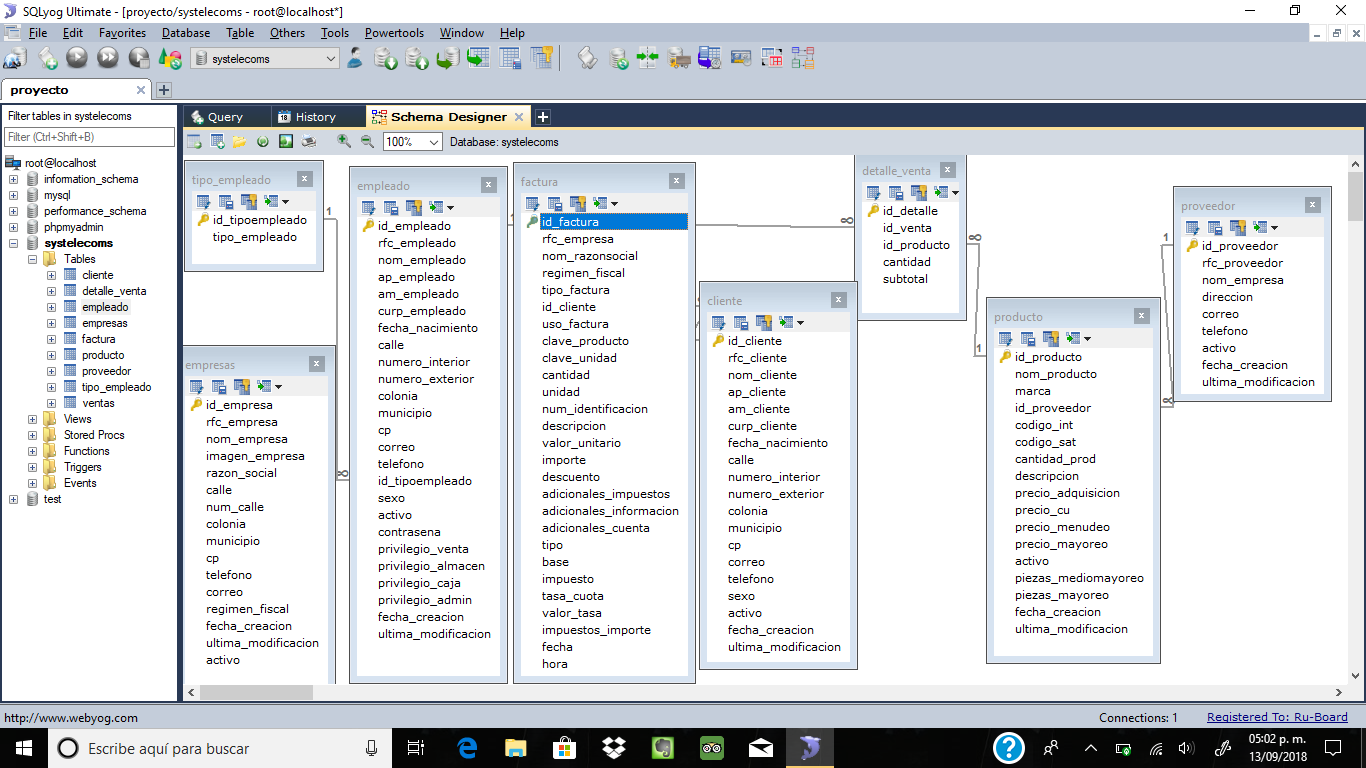 SQLyog Ultimate - [proyecto/systelecoms - root@localhost*]
File Edit Favorites Database Table Others Tools Powertools Window Help
systelecoms
proyecto
Filter tables in systelecoms
Filter (Ctrl+Shift+B)
root@localhost
information_schema
mysql
performance_schema
phpmyadmin
systelecoms
Tables
cliente
detalle_venta
empleado
empresas
factura
producto
proveedor
tipo_empleado
ventas
Views
Stored Procs
Functions
Triggers
Events
test
Query
History
Schema Designer
100%
Database: systelecoms
tipo_empleado
id_tipoempleado
tipo_empleado
1
empresas
id_empresa
rfc_empresa
nom_empresa
imagen_empresa
razon_social
calle
num_calle
colonia
municipio
cp
telefono
correo
regimen_fiscal
fecha_creacion
ultima_modificacion
activo
∞
empleado
id_empleado
rfc_empleado
nom_empleado
ap_empleado
am_empleado
curp_empleado
fecha_nacimiento
calle
numero_interior
numero_exterior
colonia
municipio
cp
correo
telefono
id_tipoempleado
sexo
activo
contrasena
privilegio_venta
privilegio_almacen
privilegio_caja
privilegio_admin
fecha_creacion
ultima_modificacion
1
factura
id_factura
rfc_empresa
nom_razonsocial
regimen_fiscal
tipo_factura
id_cliente
uso_factura
clave_producto
clave_unidad
cantidad
unidad
num_identificacion
descripcion
valor_unitario
importe
descuento
adicionales_impuestos
adicionales_informacion
adicionales_cuenta
tipo
base
impuesto
tasa_cuota
valor_tasa
impuestos_importe
fecha
hora
cliente
id_cliente
rfc_cliente
nom_cliente
ap_cliente
am_cliente
curp_cliente
fecha_nacimiento
calle
numero_interior
numero_exterior
colonia
municipio
cp
correo
telefono
sexo
activo
fecha_creacion
ultima_modificacion
∞
detalle_venta
id_detalle
id_venta
id_producto
cantidad
subtotal
∞
1
producto
id_producto
nom_producto
marca
id_proveedor
codigo_int
codigo_sat
cantidad_prod
descripcion
precio_adquisicion
precio_cu
precio_menudeo
precio_mayoreo
activo
piezas_mediomayoreo
piezas_mayoreo
fecha_creacion
ultima_modificacion
1
∞
proveedor
id_proveedor
rfc_proveedor
nom_empresa
direccion
correo
telefono
activo
fecha_creacion
ultima_modificacion
http://www.webyog.com
Connections: 1
Registered To: Ru-Board
Escribe aquí para buscar
05:02 p. m.
13/09/2018